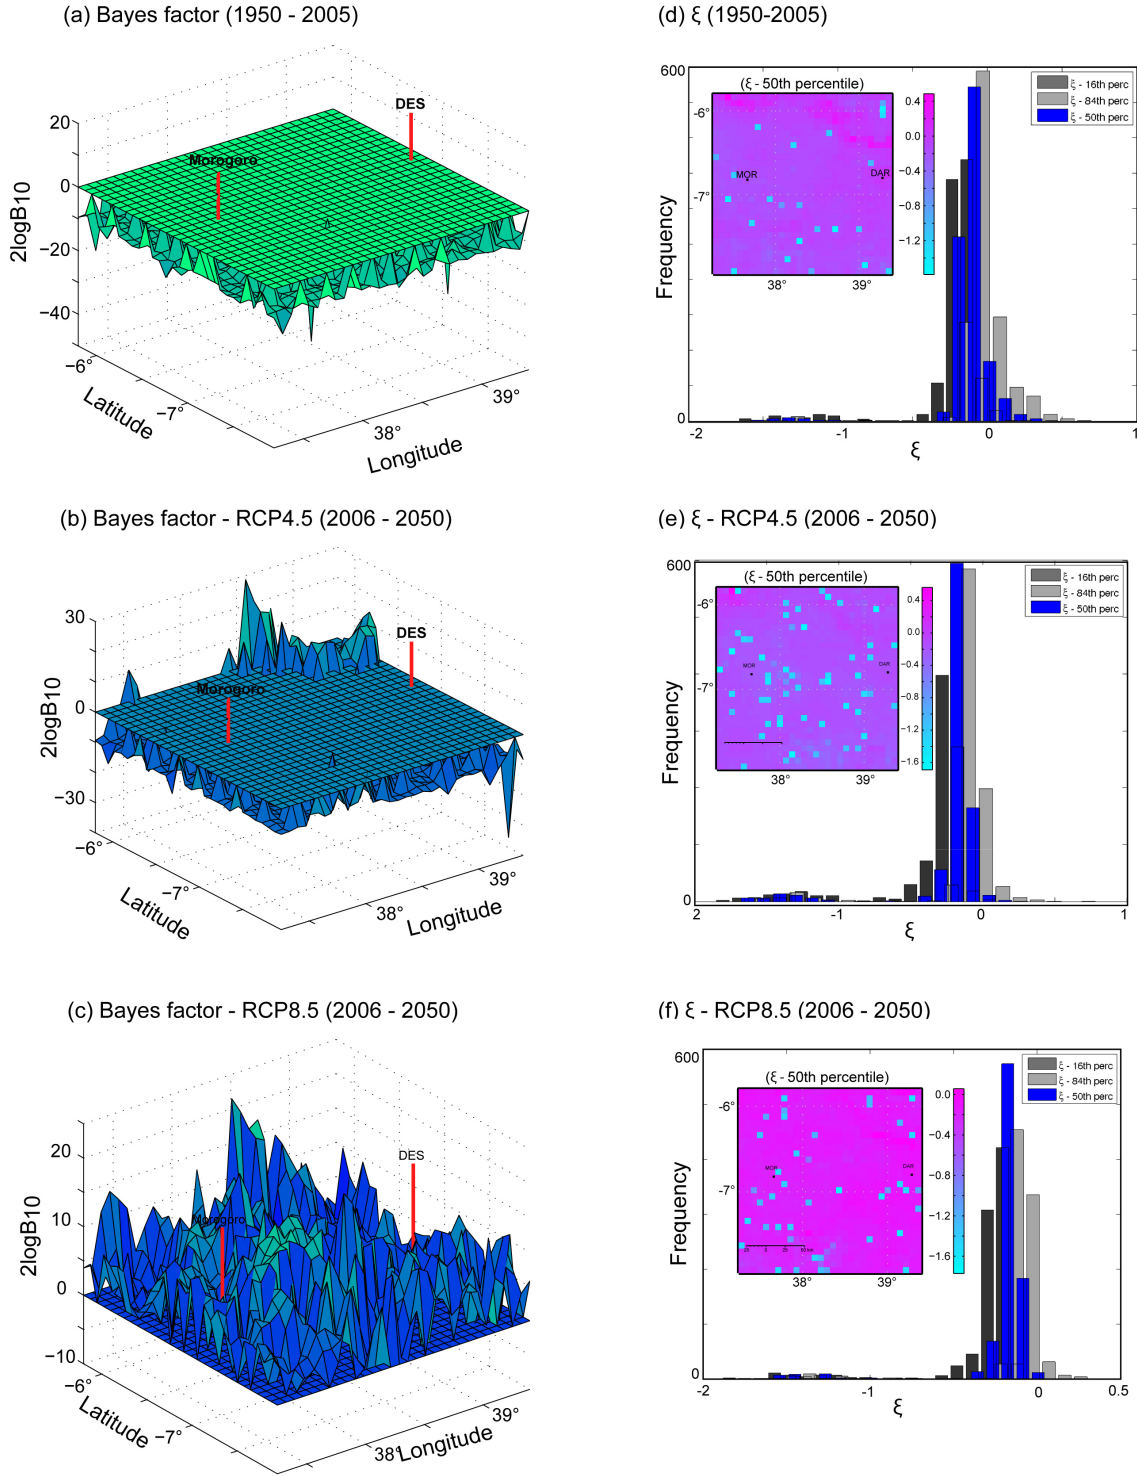 (a) Bayes factor (1950 - 2005)
20
0
−20
−40
2logB10
DES
Morogoro
−6°
−7°
Latitude
38°
39°
Longitude
(d) ξ (1950-2005)
600
0
Frequency
(ξ - 50th percentile)
-6°
-7°
MOR
DAR
38°
39°
0.4
0.0
−0.4
−0.8
−1.2
ξ - 16th perc
ξ - 84th perc
ξ - 50th perc
-2
-1
0
1
ξ
(b) Bayes factor - RCP4.5 (2006 - 2050)
30
0
−30
2logB10
DES
Morogoro
−6°
−7°
Latitude
38°
39°
Longitude
(e) ξ - RCP4.5 (2006 - 2050)
600
0
Frequency
(ξ - 50th percentile)
-6°
-7°
MOR
DAR
38°
39°
0.4
0.0
−0.4
−0.8
−1.2
−1.6
ξ - 16th perc
ξ - 84th perc
ξ - 50th perc
-2
-1
0
1
ξ
(c) Bayes factor - RCP8.5 (2006 - 2050)
20
10
0
−10
2logB10
DES
Morogoro
−6°
−7°
Latitude
38°
39°
Longitude
(f) ξ - RCP8.5 (2006 - 2050)
600
0
Frequency
(ξ - 50th percentile)
-6°
-7°
MOR
DAR
25 0 25 50 km
38°
39°
0.0
−0.4
−0.8
−1.2
−1.6
ξ - 16th perc
ξ - 84th perc
ξ - 50th perc
-2
-1
0
0.5
ξ